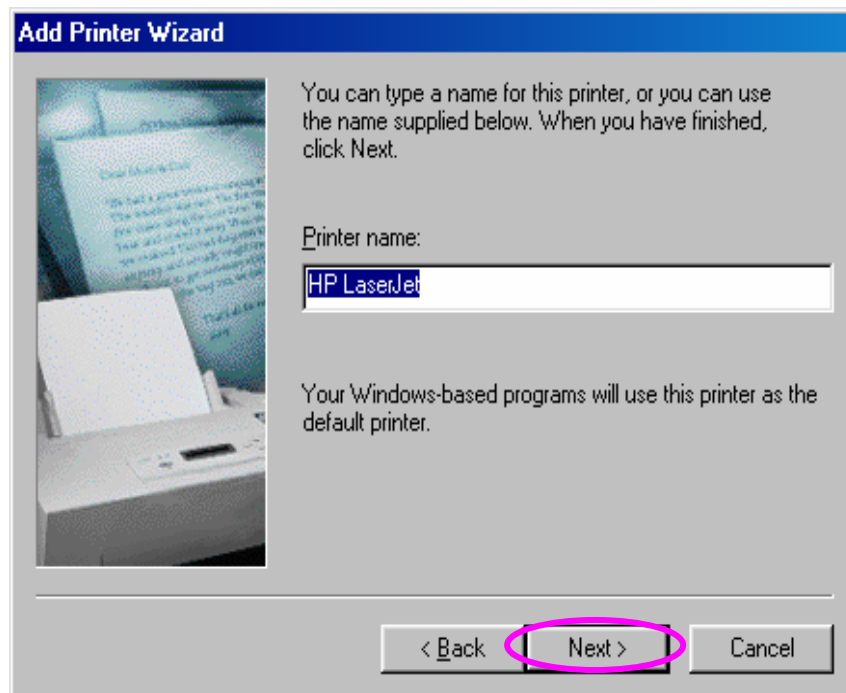 Add Printer Wizard
You can type a name for this printer, or you can use
the name supplied below. When you have finished,
click Next.
Printer name:
HP LaserJet
Your Windows-based programs will use this printer as the
default printer.
< Back
Next >
Cancel